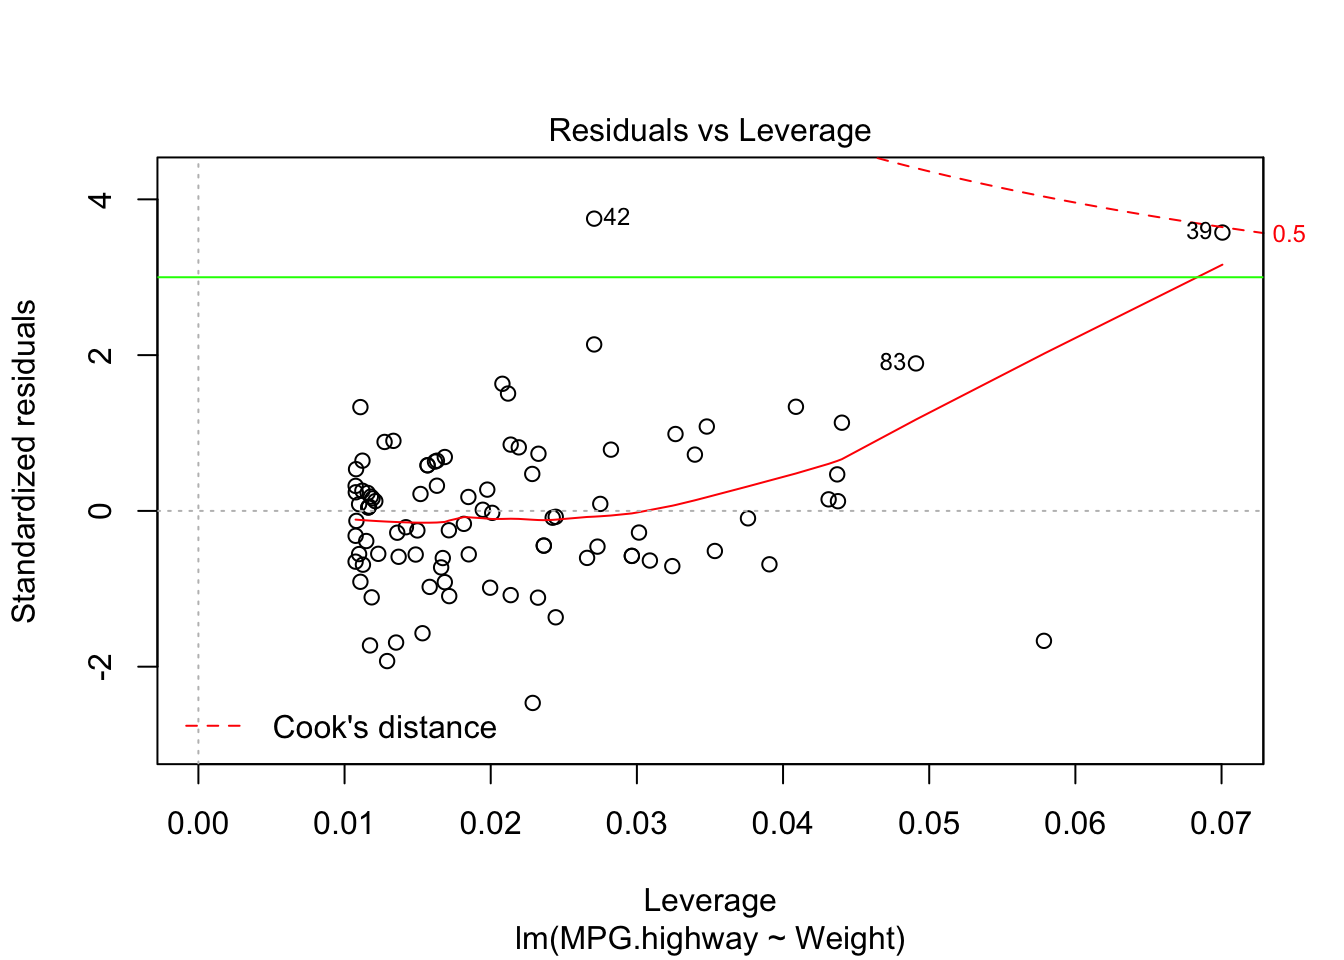 Residuals vs Leverage
Standardized residuals
4
2
0
-2
42
39
0.5
83
Cook's distance
0.00 0.01 0.02 0.03 0.04 0.05 0.06 0.07
Leverage
lm(MPG.highway ~ Weight)